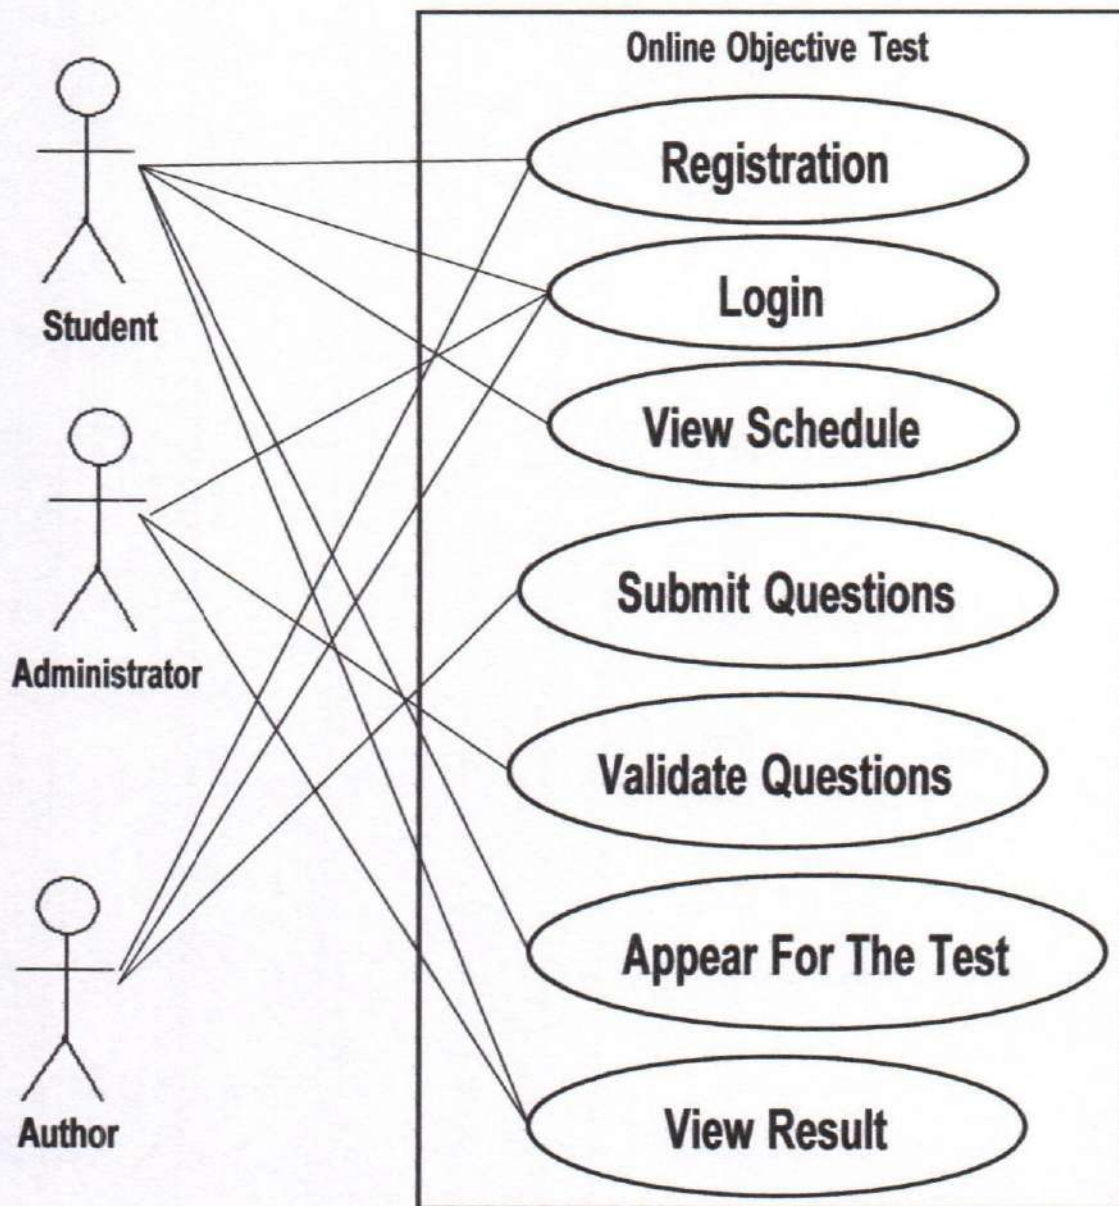 Online Objective Test
Registration
Login
Student
View Schedule
Submit Questions
Administrator
Validate Questions
Appear For The Test
Author
View Result